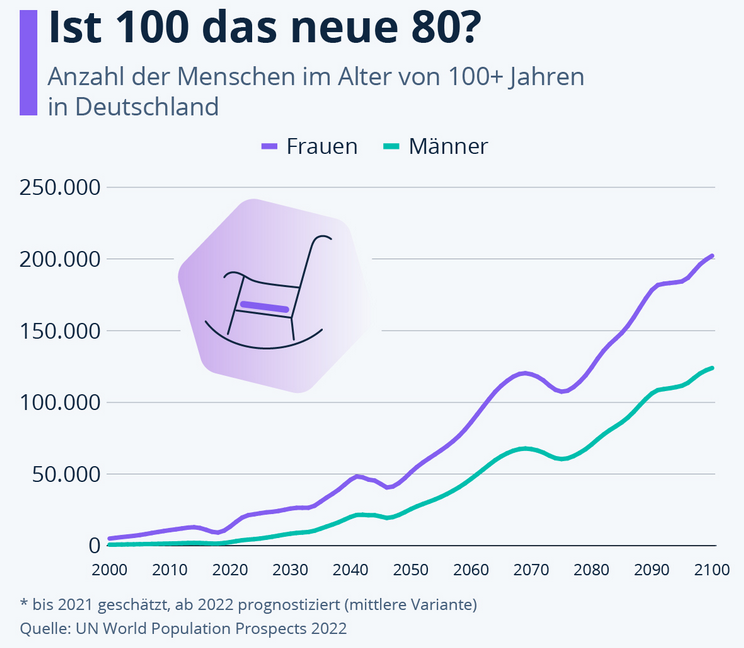 Ist 100 das neue 80?
Anzahl der Menschen im Alter von 100+ Jahren
in Deutschland
Frauen Männer
250.000
200.000
150.000
100.000
50.000
0
2000 2010 2020 2030 2040 2050 2060 2070 2080 2090 2100
* bis 2021 geschätzt, ab 2022 prognostiziert (mittlere Variante)
Quelle: UN World Population Prospects 2022